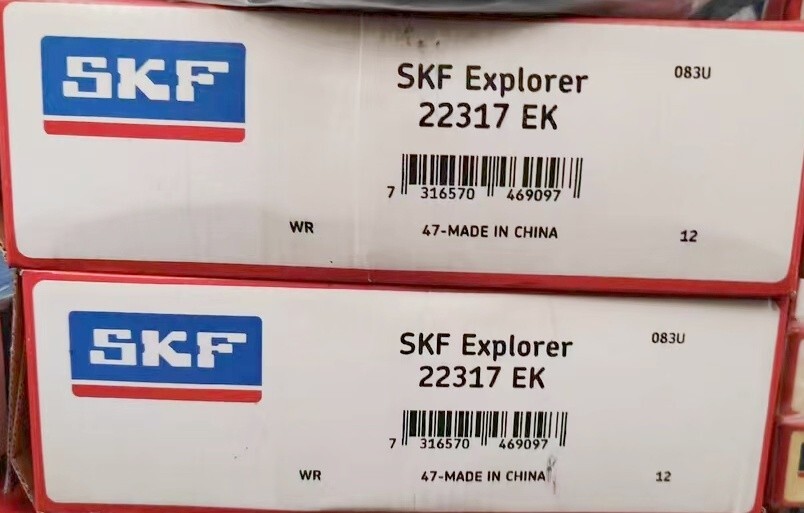 SKF
SKF Explorer
083U
22317 EK
7 316570 469097
WR
47-MADE IN CHINA
12
SKF
SKF Explorer
083U
22317 EK
7 316570 469097
WR
47-MADE IN CHINA
12